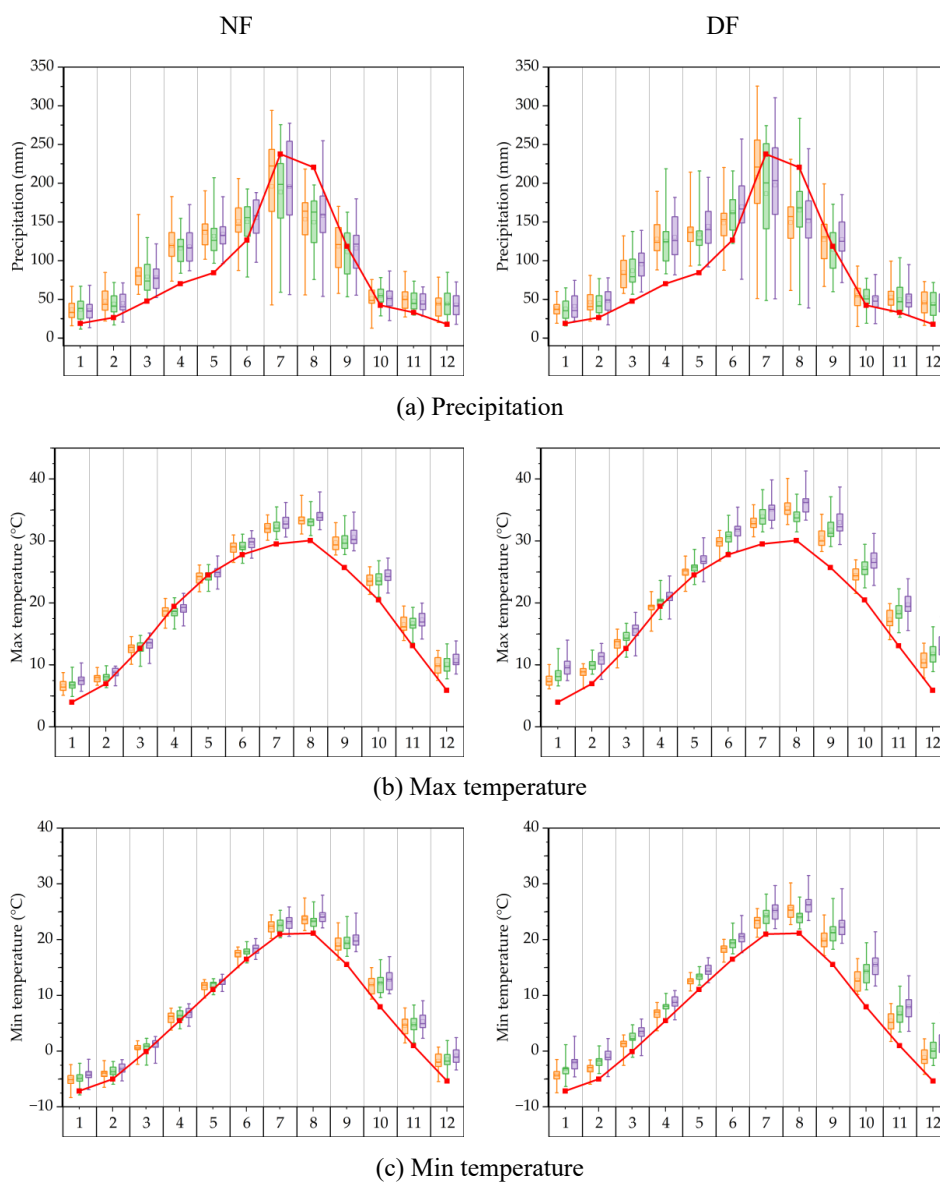 NF DF
350
300
250
200
150
100
50
0
Precipitation (mm)
1 2 3 4 5 6 7 8 9 10 11 12
350
300
250
200
150
100
50
0
Precipitation (mm)
1 2 3 4 5 6 7 8 9 10 11 12
(a) Precipitation
40
30
20
10
0
Max temperature (°C)
1 2 3 4 5 6 7 8 9 10 11 12
40
30
20
10
0
Max temperature (°C)
1 2 3 4 5 6 7 8 9 10 11 12
(b) Max temperature
40
30
20
10
0
−10
Min temperature (°C)
1 2 3 4 5 6 7 8 9 10 11 12
40
30
20
10
0
−10
Min temperature (°C)
1 2 3 4 5 6 7 8 9 10 11 12
(c) Min temperature